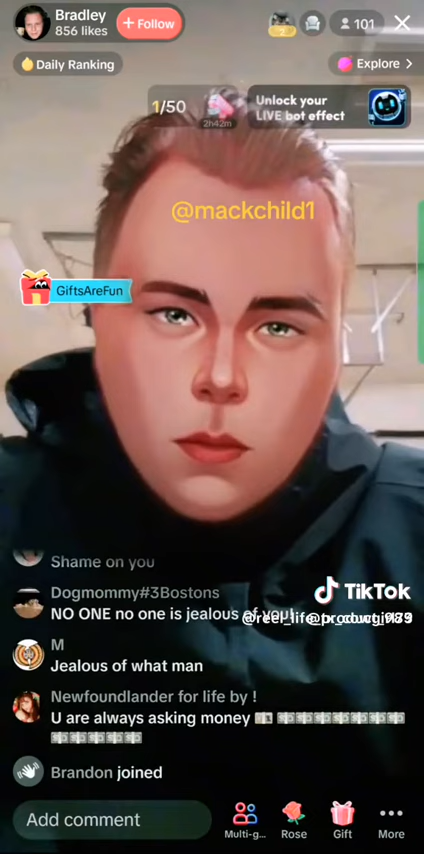 Bradley
856 likes
+ Follow
101
Daily Ranking
Explore >
1/50
2h42m
Unlock your
LIVE bot effect
@mackchild1
GiftsAreFun
Shame on you
Dogmommy#3Bostons
NO ONE no one is jealous of you!
TikTok
M
Jealous of what man
Newfoundlander for life by !
U are always asking money
Brandon joined
Add comment
Multi-g...
Rose
Gift
More